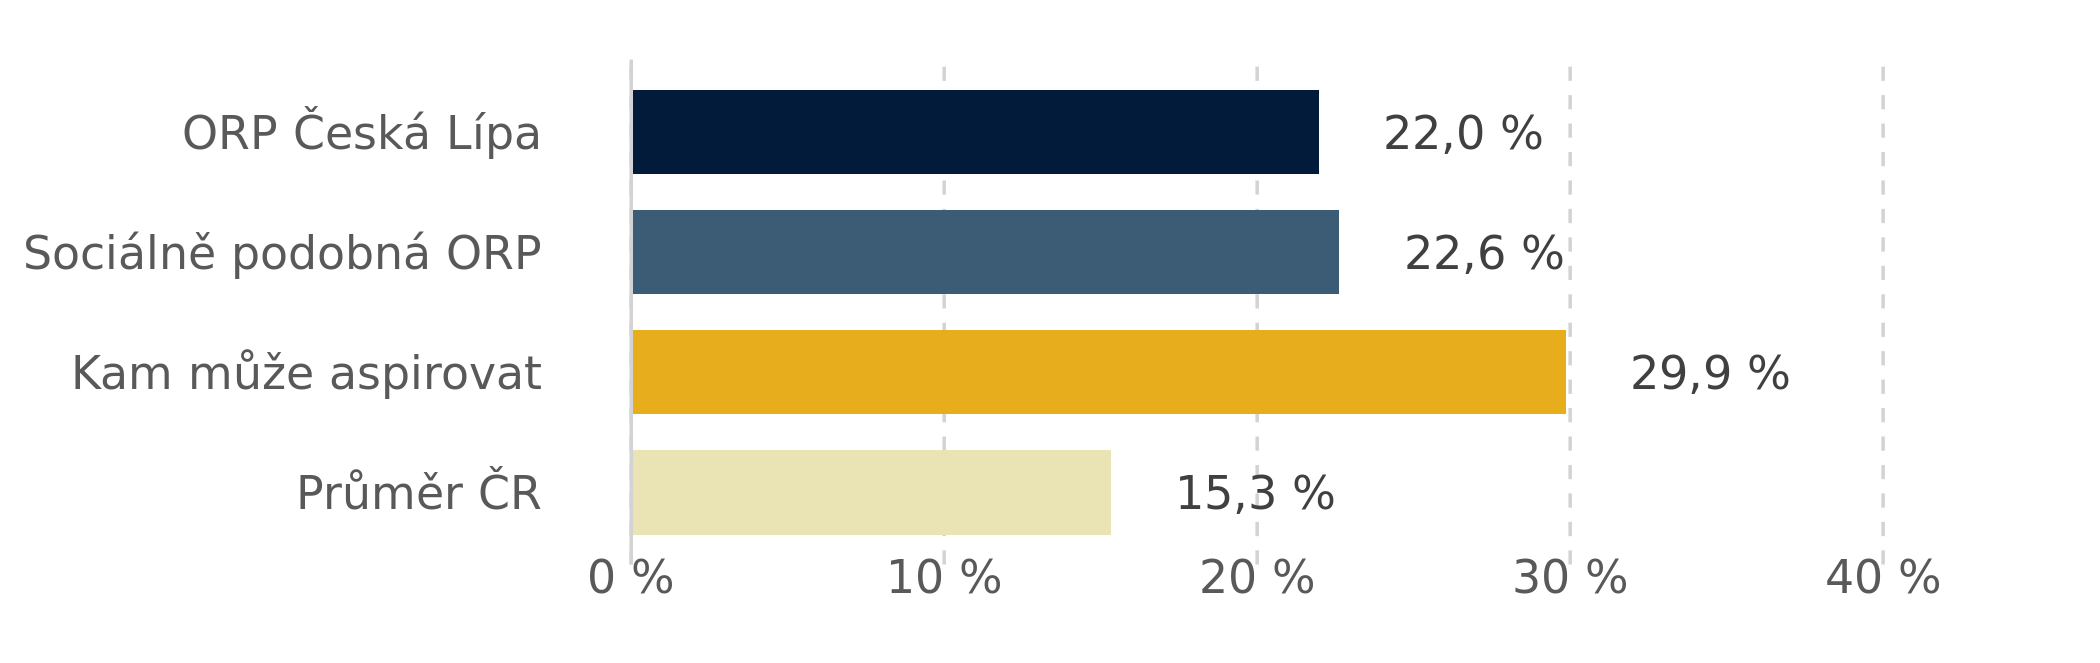 ORP Česká Lípa 22,0 %
Sociálně podobná ORP 22,6 %
Kam může aspirovat 29,9 %
Průměr ČR 15,3 %
0 % 10 % 20 % 30 % 40 %